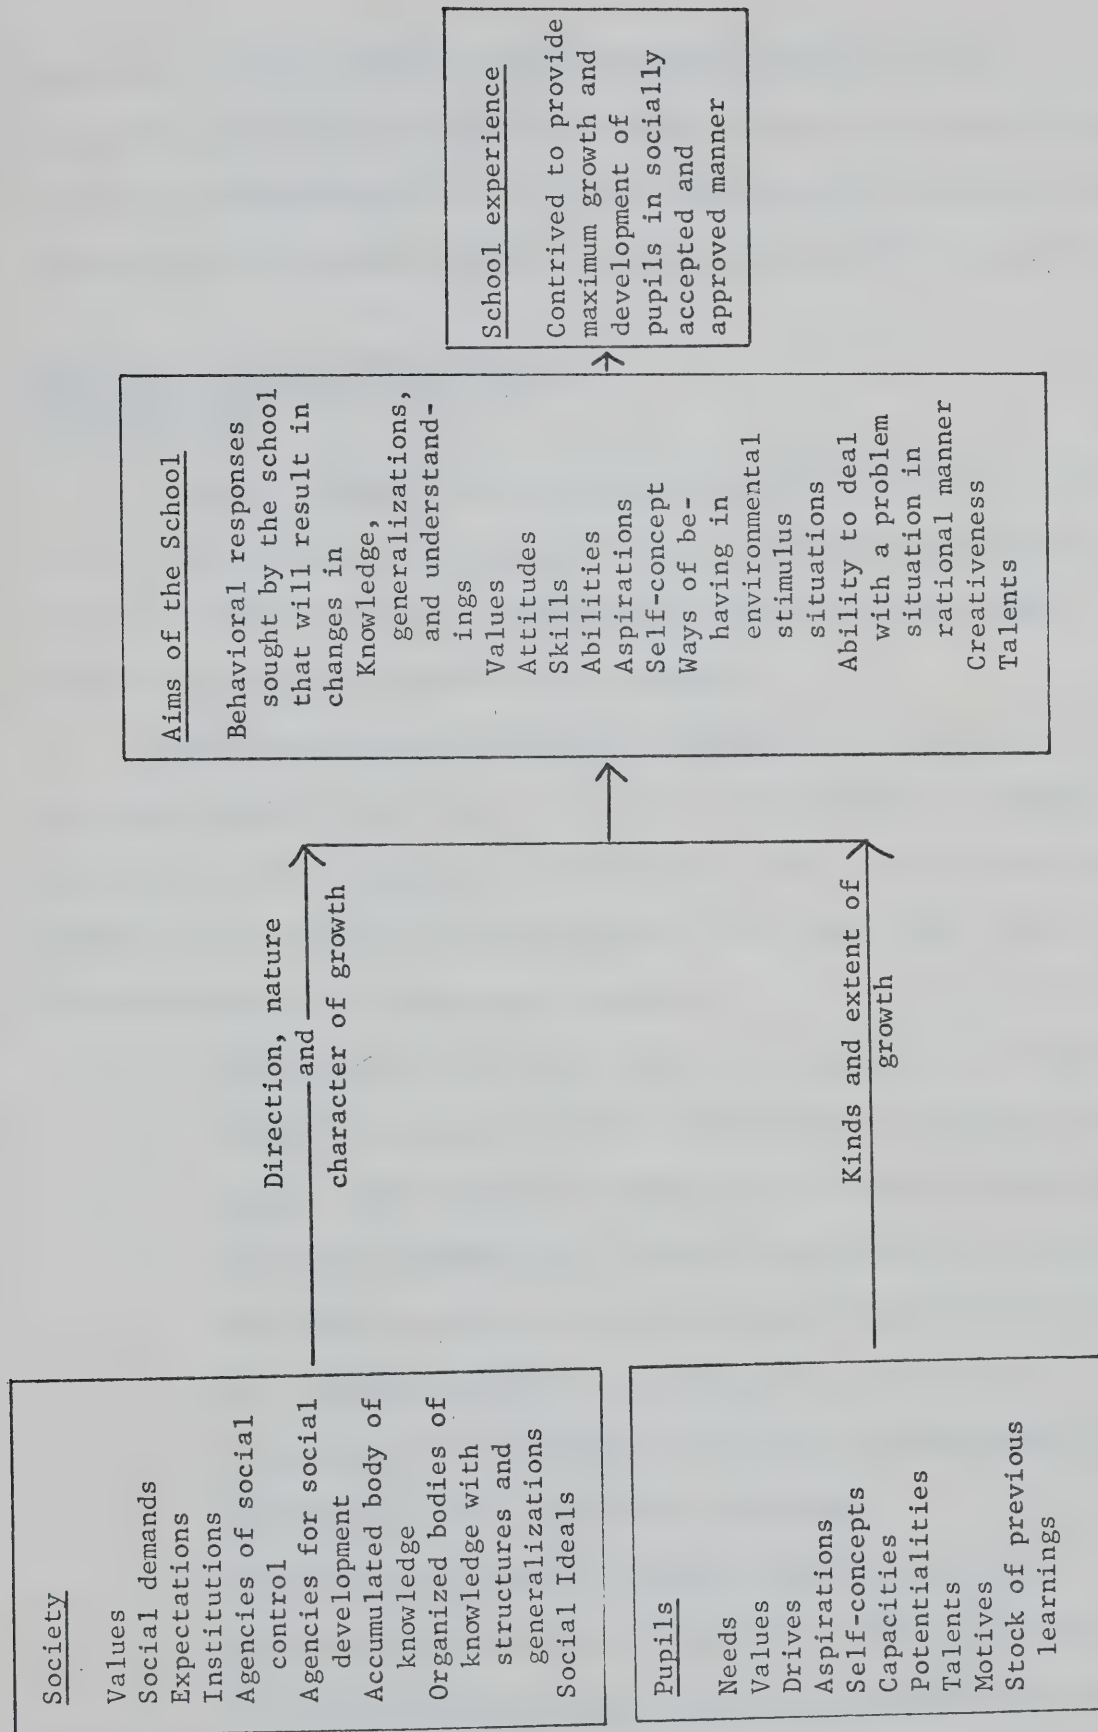 Society
Values
Social demands
Expectations
Institutions
Agencies of social
control
Agencies for social
development
Accumulated body of
knowledge
Organized bodies of
knowledge with
structures and
generalizations
Social Ideals
Pupils
Needs
Values
Drives
Aspirations
Self-concepts
Capacities
Potentialities
Talents
Motives
Stock of previous
learnings
Direction, nature
and
character of growth
Kinds and extent of
growth
Aims of the School
Behavioral responses
sought by the school
that will result in
changes in
Knowledge,
generalizations,
and understand-
ings
Values
Attitudes
Skills
Abilities
Aspirations
Self-concept
Ways of be-
having in
environmental
stimulus
situations
Ability to deal
with a problem
situation in
rational manner
Creativeness
Talents
School experience
Contrived to provide
maximum growth and
development of
pupils in socially
accepted and
approved manner